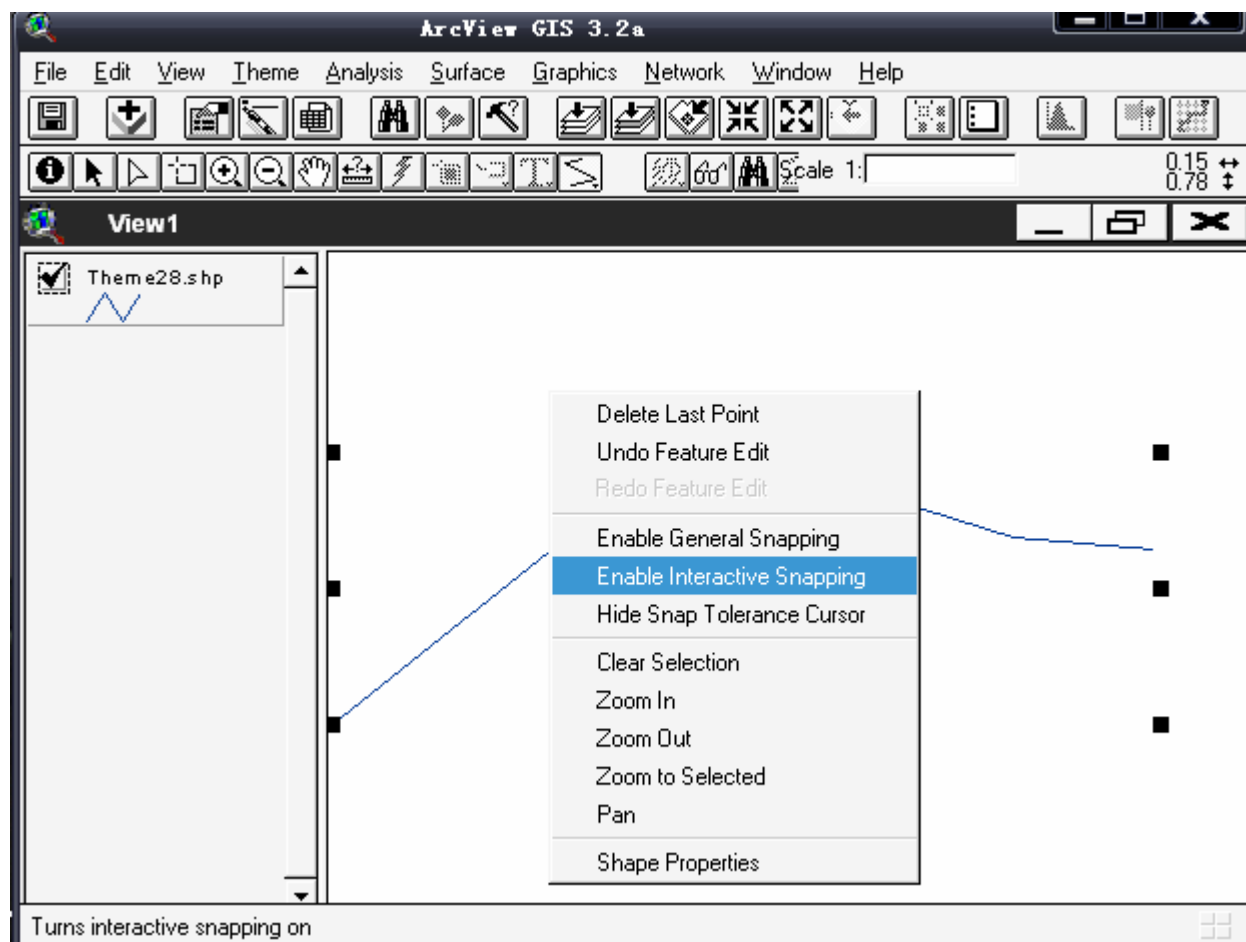 ArcView GIS 3.2a
File Edit View Theme Analysis Surface Graphics Network Window Help
Scale 1:
0.15
0.78
View1
Theme28.shp
Delete Last Point
Undo Feature Edit
Redo Feature Edit
Enable General Snapping
Enable Interactive Snapping
Hide Snap Tolerance Cursor
Clear Selection
Zoom In
Zoom Out
Zoom to Selected
Pan
Shape Properties
Turns interactive snapping on